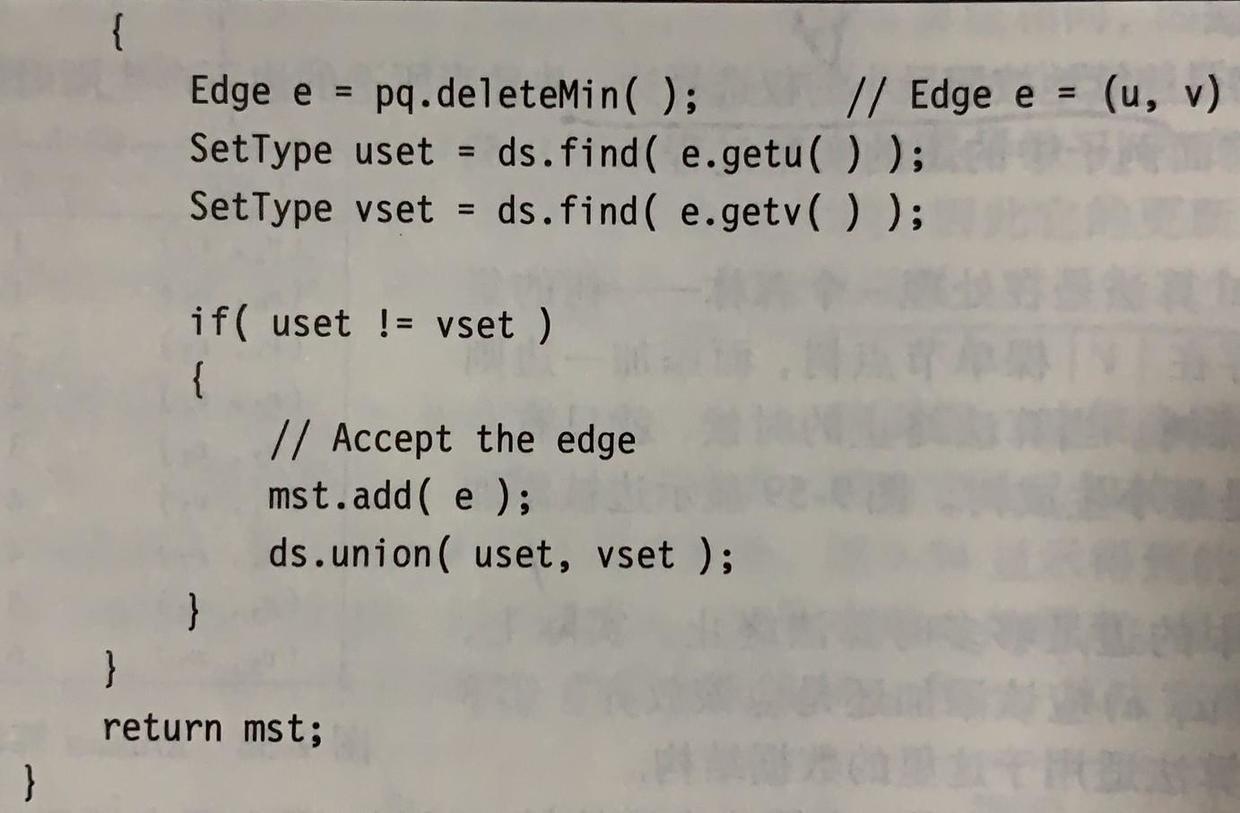 {
Edge e = pq.deleteMin( ); // Edge e = (u, v)
SetType uset = ds.find( e.getu( ) );
SetType vset = ds.find( e.getv( ) );
if( uset != vset )
{
// Accept the edge
mst.add( e );
ds.union( uset, vset );
}
}
return mst;
}